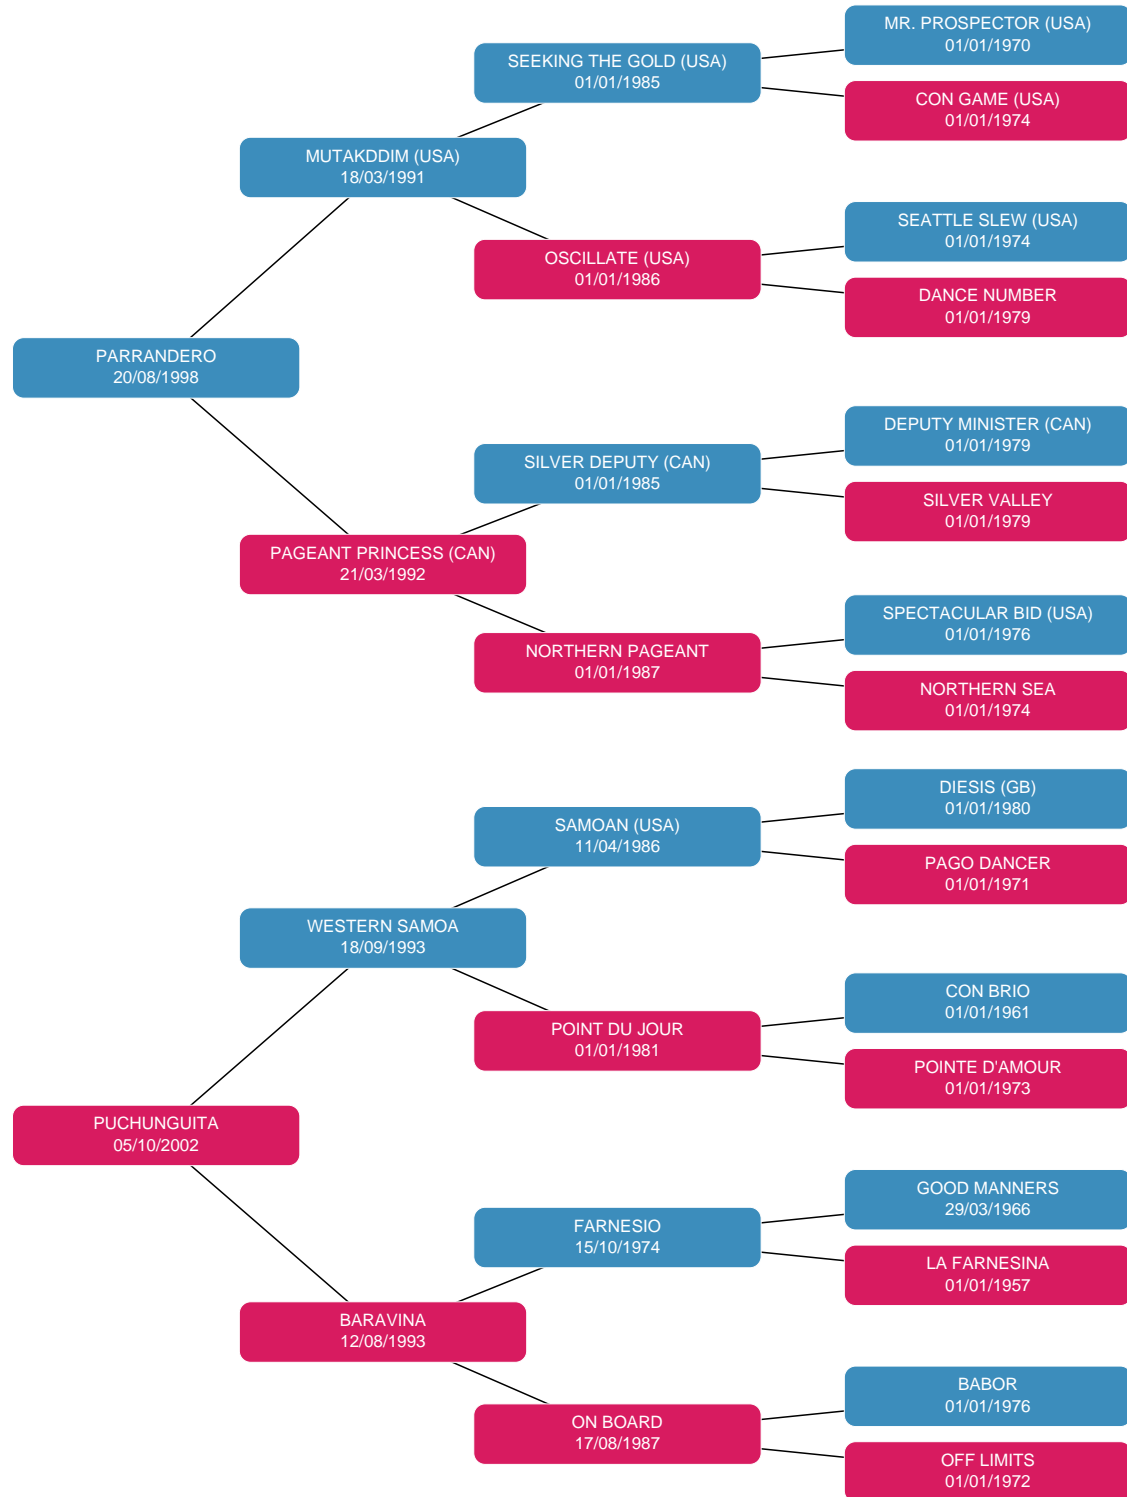 MR. PROSPECTOR (USA)
01/01/1970
SEEKING THE GOLD (USA)
01/01/1985
CON GAME (USA)
01/01/1974
MUTAKDDIM (USA)
18/03/1991
SEATTLE SLEW (USA)
01/01/1974
OSCILLATE (USA)
01/01/1986
DANCE NUMBER
01/01/1979
PARRANDERO
20/08/1998
DEPUTY MINISTER (CAN)
01/01/1979
SILVER DEPUTY (CAN)
01/01/1985
SILVER VALLEY
01/01/1979
PAGEANT PRINCESS (CAN)
21/03/1992
SPECTACULAR BID (USA)
01/01/1976
NORTHERN PAGEANT
01/01/1987
NORTHERN SEA
01/01/1974
DIESIS (GB)
01/01/1980
SAMOAN (USA)
11/04/1986
PAGO DANCER
01/01/1971
WESTERN SAMOA
18/09/1993
CON BRIO
01/01/1961
POINT DU JOUR
01/01/1981
POINTE D'AMOUR
01/01/1973
PUCHUNGUITA
05/10/2002
GOOD MANNERS
29/03/1966
FARNESIO
15/10/1974
LA FARNESINA
01/01/1957
BARAVINA
12/08/1993
BABOR
01/01/1976
ON BOARD
17/08/1987
OFF LIMITS
01/01/1972